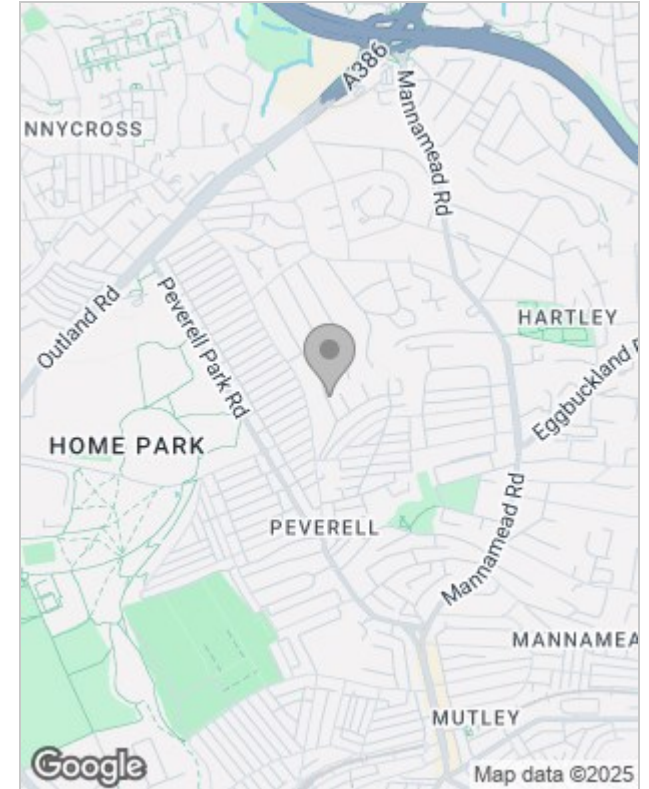 A386
Mannamead Rd
NNYCROSS
Outland Rd
Peverell Park Rd
HARTLEY
Eggbuckland R
HOME PARK
PEVERELL
Mannamead Rd
MANNAMEA
MUTLEY
Google
Map data ©2025